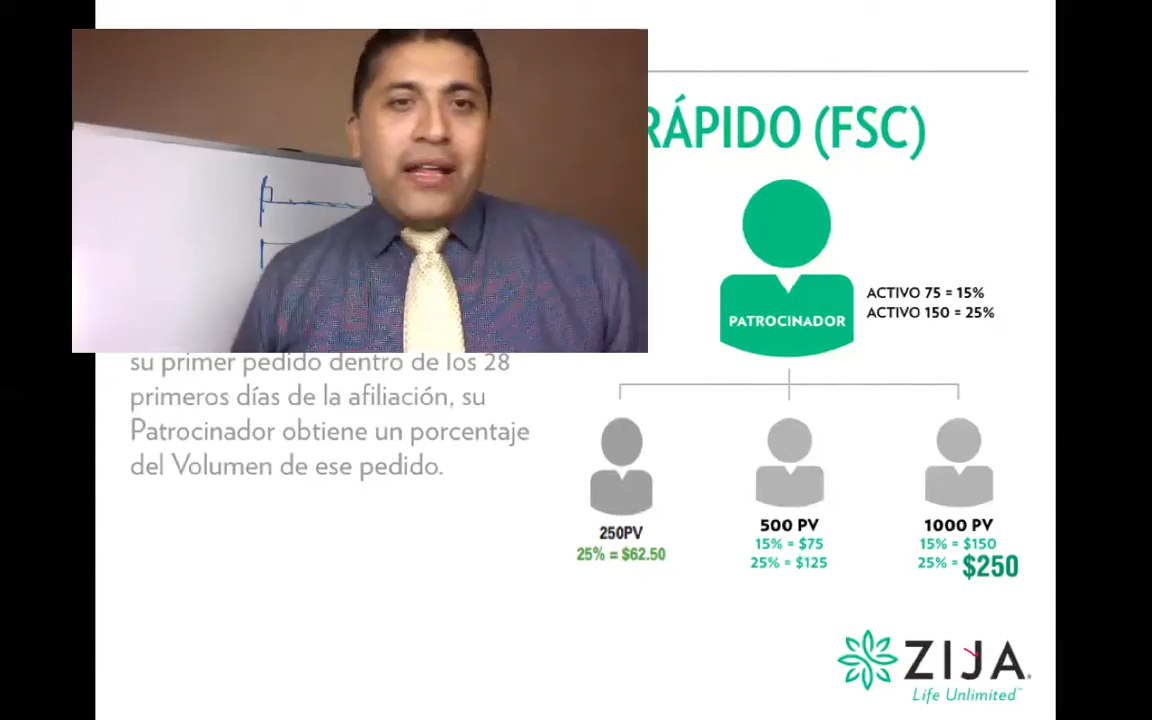 RÁPIDO (FSC)
ACTIVO 75 = 15%
ACTIVO 150 = 25%
PATROCINADOR
su primer pedido dentro de los 28
primeros días de la afiliación, su
Patrocinador obtiene un porcentaje
del Volumen de ese pedido.
250PV
25% = $62.50
500 PV
15% = $75
25% = $125
1000 PV
15% = $150
25% = $250
ZIJA
Life Unlimited™